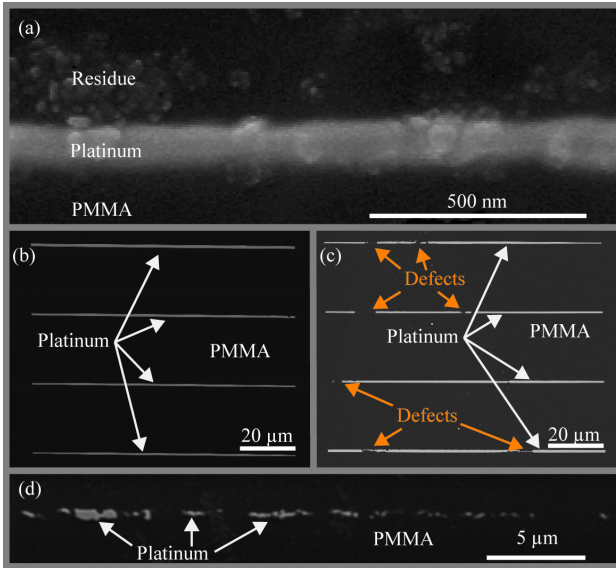 (a)
Residue
Platinum
PMMA
500 nm
(b)
Platinum
PMMA
20 µm
(c)
Defects
Platinum
PMMA
Defects
20 µm
(d)
Platinum
PMMA
5 µm